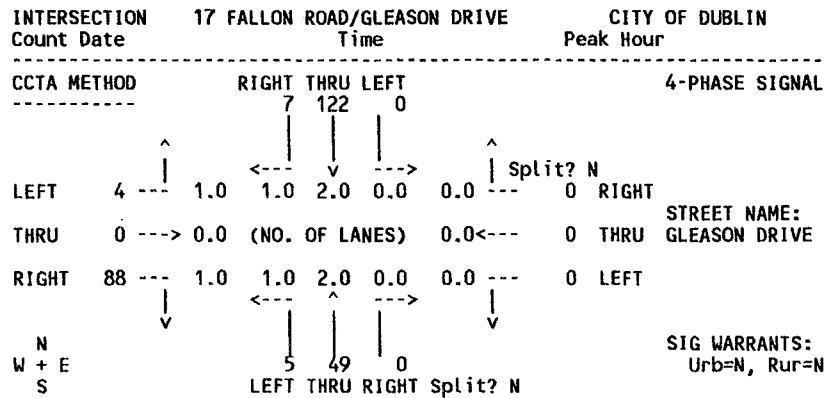 INTERSECTION 17 FALLON ROAD/GLEASON DRIVE CITY OF DUBLIN
Count Date Time Peak Hour
CCTA METHOD RIGHT THRU LEFT 4-PHASE SIGNAL
7 122 0
Split? N
LEFT 4 --- 1.0 1.0 2.0 0.0 0.0 --- 0 RIGHT
STREET NAME:
THRU 0 ---> 0.0 (NO. OF LANES) 0.0<--- 0 THRU GLEASON DRIVE
RIGHT 88 --- 1.0 1.0 2.0 0.0 0.0 --- 0 LEFT
N SIG WARRANTS:
W + E 5 49 0 Urb=N, Rur=N
S LEFT THRU RIGHT Split? N